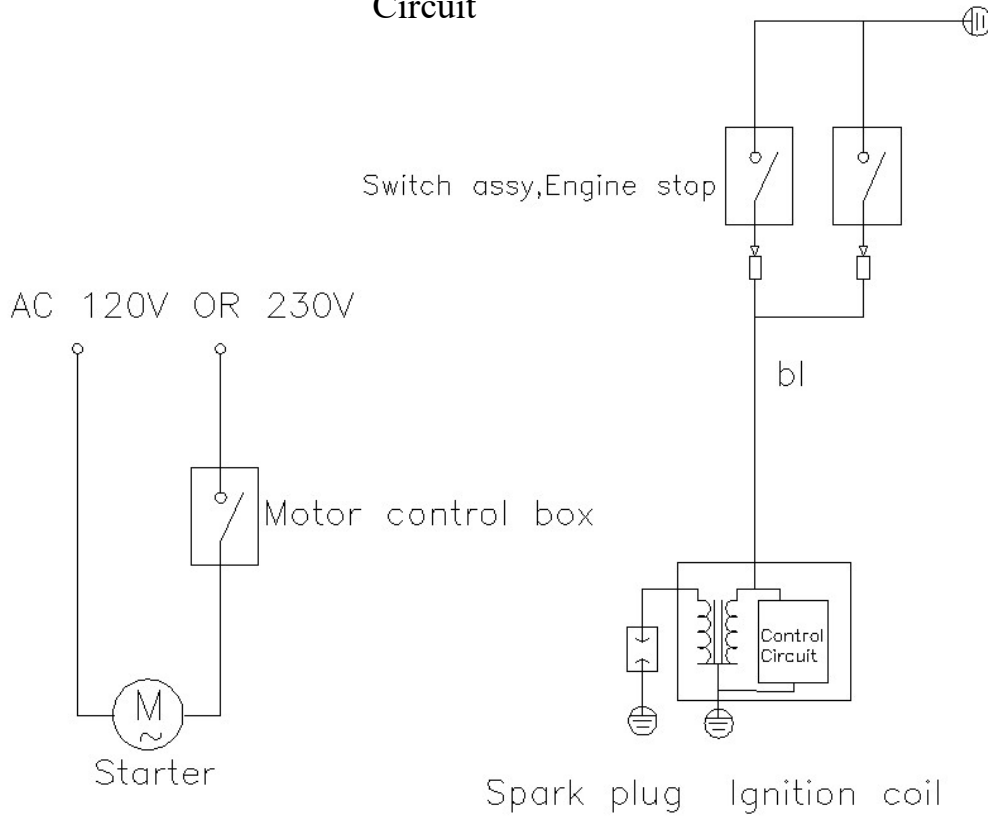 Circuit
Switch assy,Engine stop
AC 120V OR 230V
bl
Motor control box
Control
Circuit
M
~
Starter
Spark plug
Ignition coil